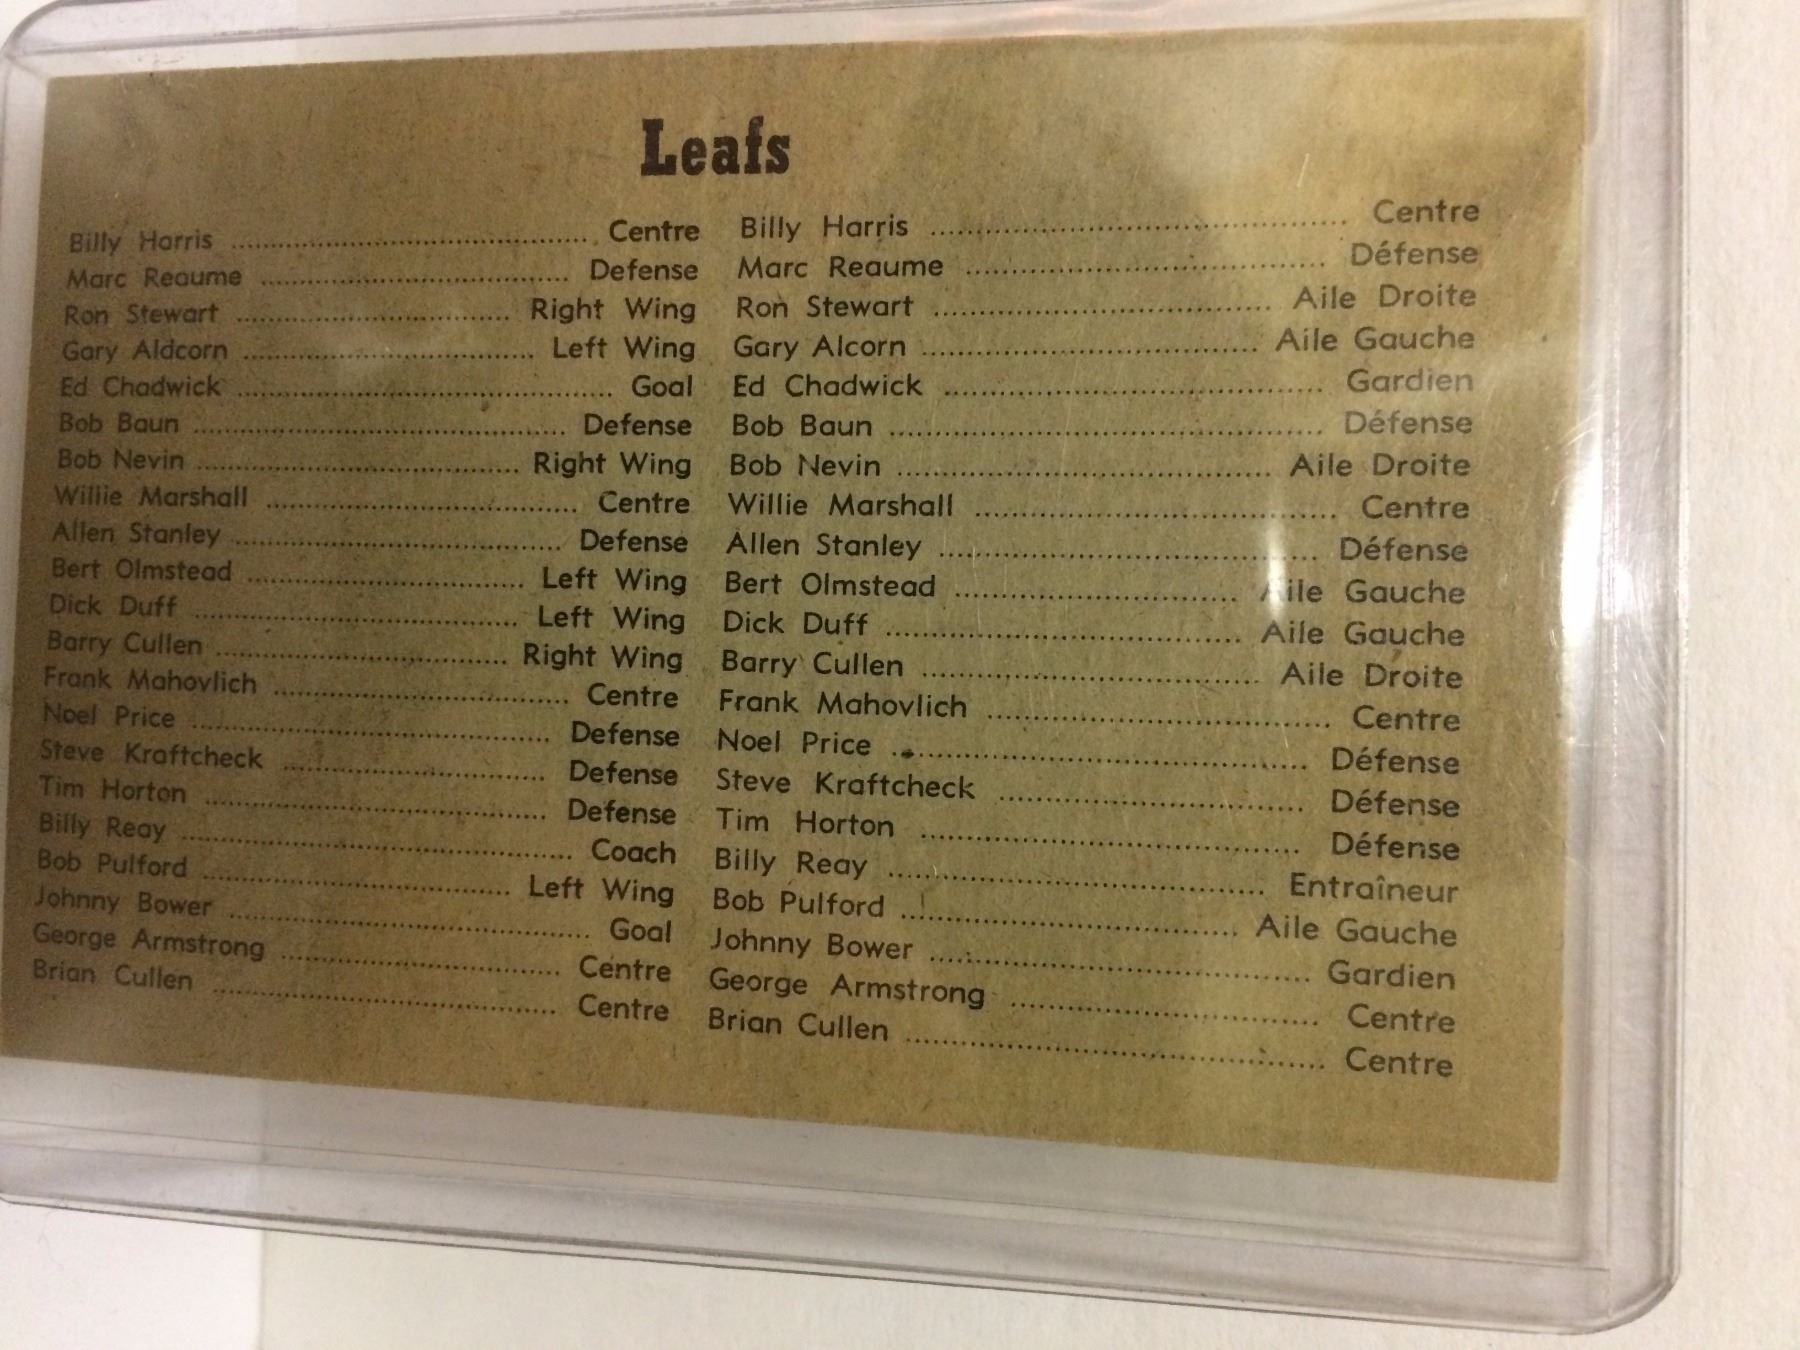 Leafs
Billy Harris ........................................ Centre
Marc Reaume ........................................ Defense
Ron Stewart ........................................ Right Wing
Gary Aldcorn ........................................ Left Wing
Ed Chadwick ........................................ Goal
Bob Baun ........................................ Defense
Bob Nevin ........................................ Right Wing
Willie Marshall ........................................ Centre
Allen Stanley ........................................ Defense
Bert Olmstead ........................................ Left Wing
Dick Duff ........................................ Left Wing
Barry Cullen ........................................ Right Wing
Frank Mahovlich ........................................ Centre
Noel Price ........................................ Defense
Steve Kraftcheck ........................................ Defense
Tim Horton ........................................ Defense
Billy Reay ........................................ Coach
Bob Pulford ........................................ Left Wing
Johnny Bower ........................................ Goal
George Armstrong ........................................ Centre
Brian Cullen ........................................ Centre
Billy Harris ........................................ Centre
Marc Reaume ........................................ Défense
Ron Stewart ........................................ Aile Droite
Gary Alcorn ........................................ Aile Gauche
Ed Chadwick ........................................ Gardien
Bob Baun ........................................ Défense
Bob Nevin ........................................ Aile Droite
Willie Marshall ........................................ Centre
Allen Stanley ........................................ Défense
Bert Olmstead ........................................ Aile Gauche
Dick Duff ........................................ Aile Gauche
Barry Cullen ........................................ Aile Droite
Frank Mahovlich ........................................ Centre
Noel Price ........................................ Défense
Steve Kraftcheck ........................................ Défense
Tim Horton ........................................ Défense
Billy Reay ........................................ Entraîneur
Bob Pulford ........................................ Aile Gauche
Johnny Bower ........................................ Gardien
George Armstrong ........................................ Centre
Brian Cullen ........................................ Centre